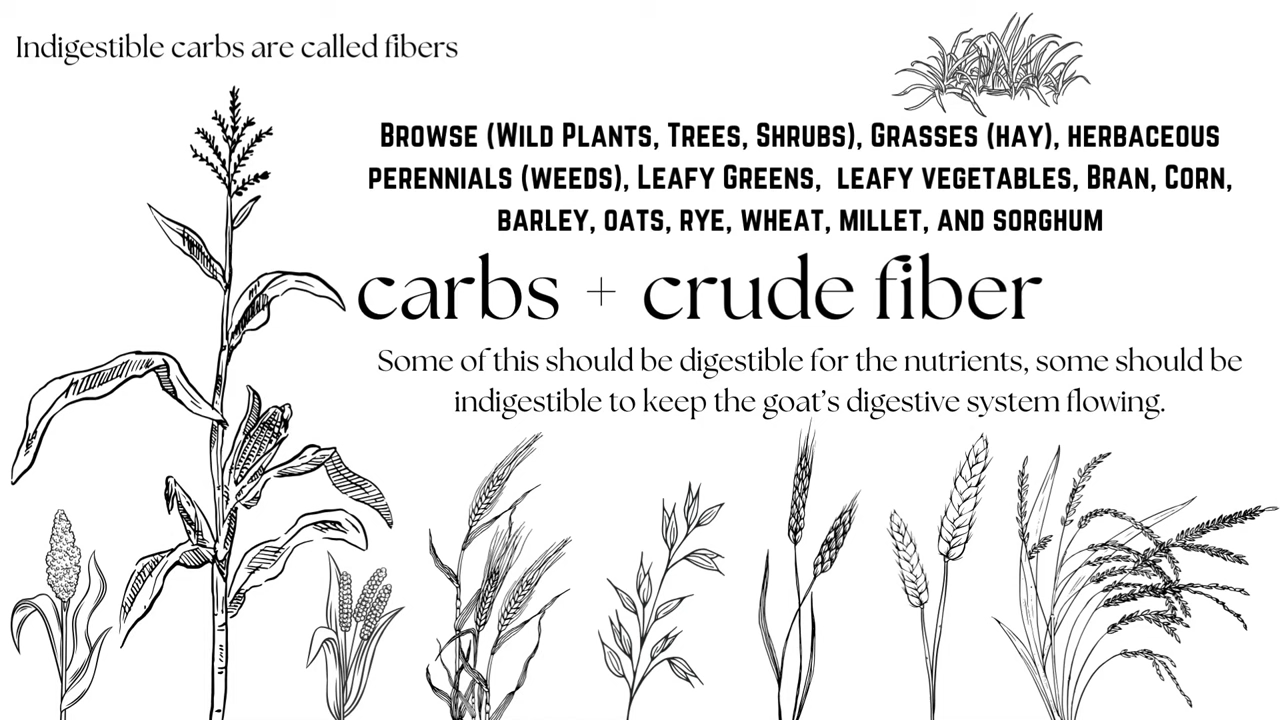 Indigestible carbs are called fibers
Browse (Wild Plants, Trees, Shrubs), Grasses (hay), herbaceous
perennials (weeds), Leafy Greens, leafy vegetables, Bran, Corn,
barley, oats, rye, wheat, millet, and sorghum
carbs + crude fiber
Some of this should be digestible for the nutrients, some should be
indigestible to keep the goat's digestive system flowing.